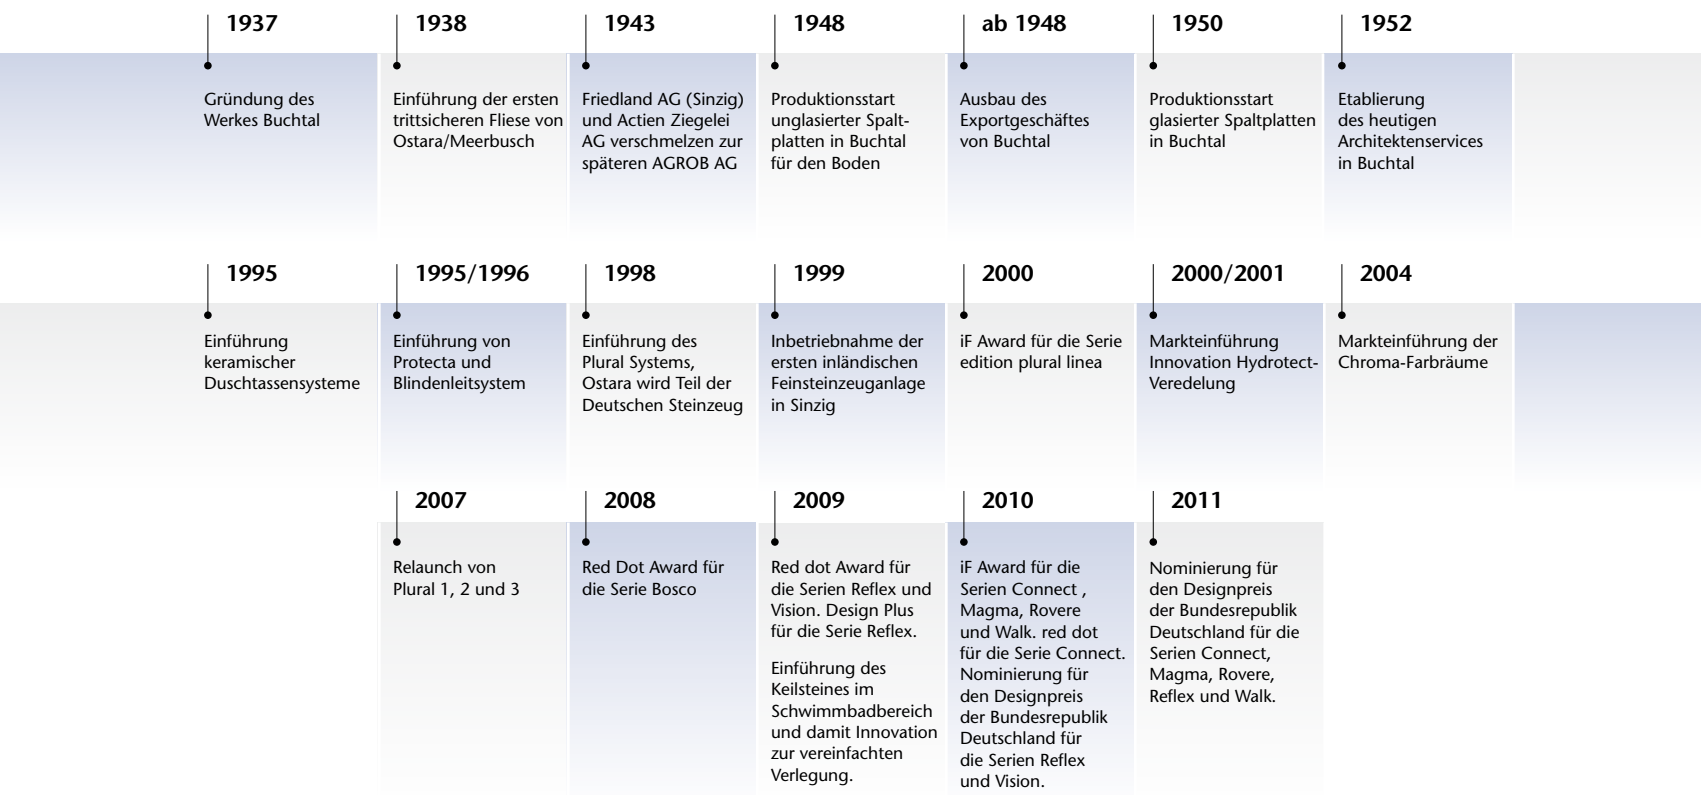 1937
Gründung des
Werkes Buchtal
1938
Einführung der ersten
trittsicheren Fliese von
Ostara/Meerbusch
1943
Friedland AG (Sinzig)
und Actien Ziegelei
AG verschmelzen zur
späteren AGROB AG
1948
Produktionsstart
unglasierter Spalt-
platten in Buchtal
für den Boden
ab 1948
Ausbau des
Exportgeschäftes
von Buchtal
1950
Produktionsstart
glasierter Spaltplatten
in Buchtal
1952
Etablierung
des heutigen
Architektenservices
in Buchtal
1995
Einführung
keramischer
Duschtassensysteme
1995/1996
Einführung von
Protecta und
Blindenleitsystem
1998
Einführung des
Plural Systems,
Ostara wird Teil der
Deutschen Steinzeug
1999
Inbetriebnahme der
ersten inländischen
Feinsteinzeuganlage
in Sinzig
2000
iF Award für die Serie
edition plural linea
2000/2001
Markteinführung
Innovation Hydrotect-
Veredelung
2004
Markteinführung der
Chroma-Farbräume
2007
Relaunch von
Plural 1, 2 und 3
2008
Red Dot Award für
die Serie Bosco
2009
Red dot Award für
die Serien Reflex und
Vision. Design Plus
für die Serie Reflex.
Einführung des
Keilsteines im
Schwimmbadbereich
und damit Innovation
zur vereinfachten
Verlegung.
2010
iF Award für die
Serien Connect ,
Magma, Rovere
und Walk. red dot
für die Serie Connect.
Nominierung für
den Designpreis
der Bundesrepublik
Deutschland für
die Serien Reflex
und Vision.
2011
Nominierung für
den Designpreis
der Bundesrepublik
Deutschland für die
Serien Connect,
Magma, Rovere,
Reflex und Walk.